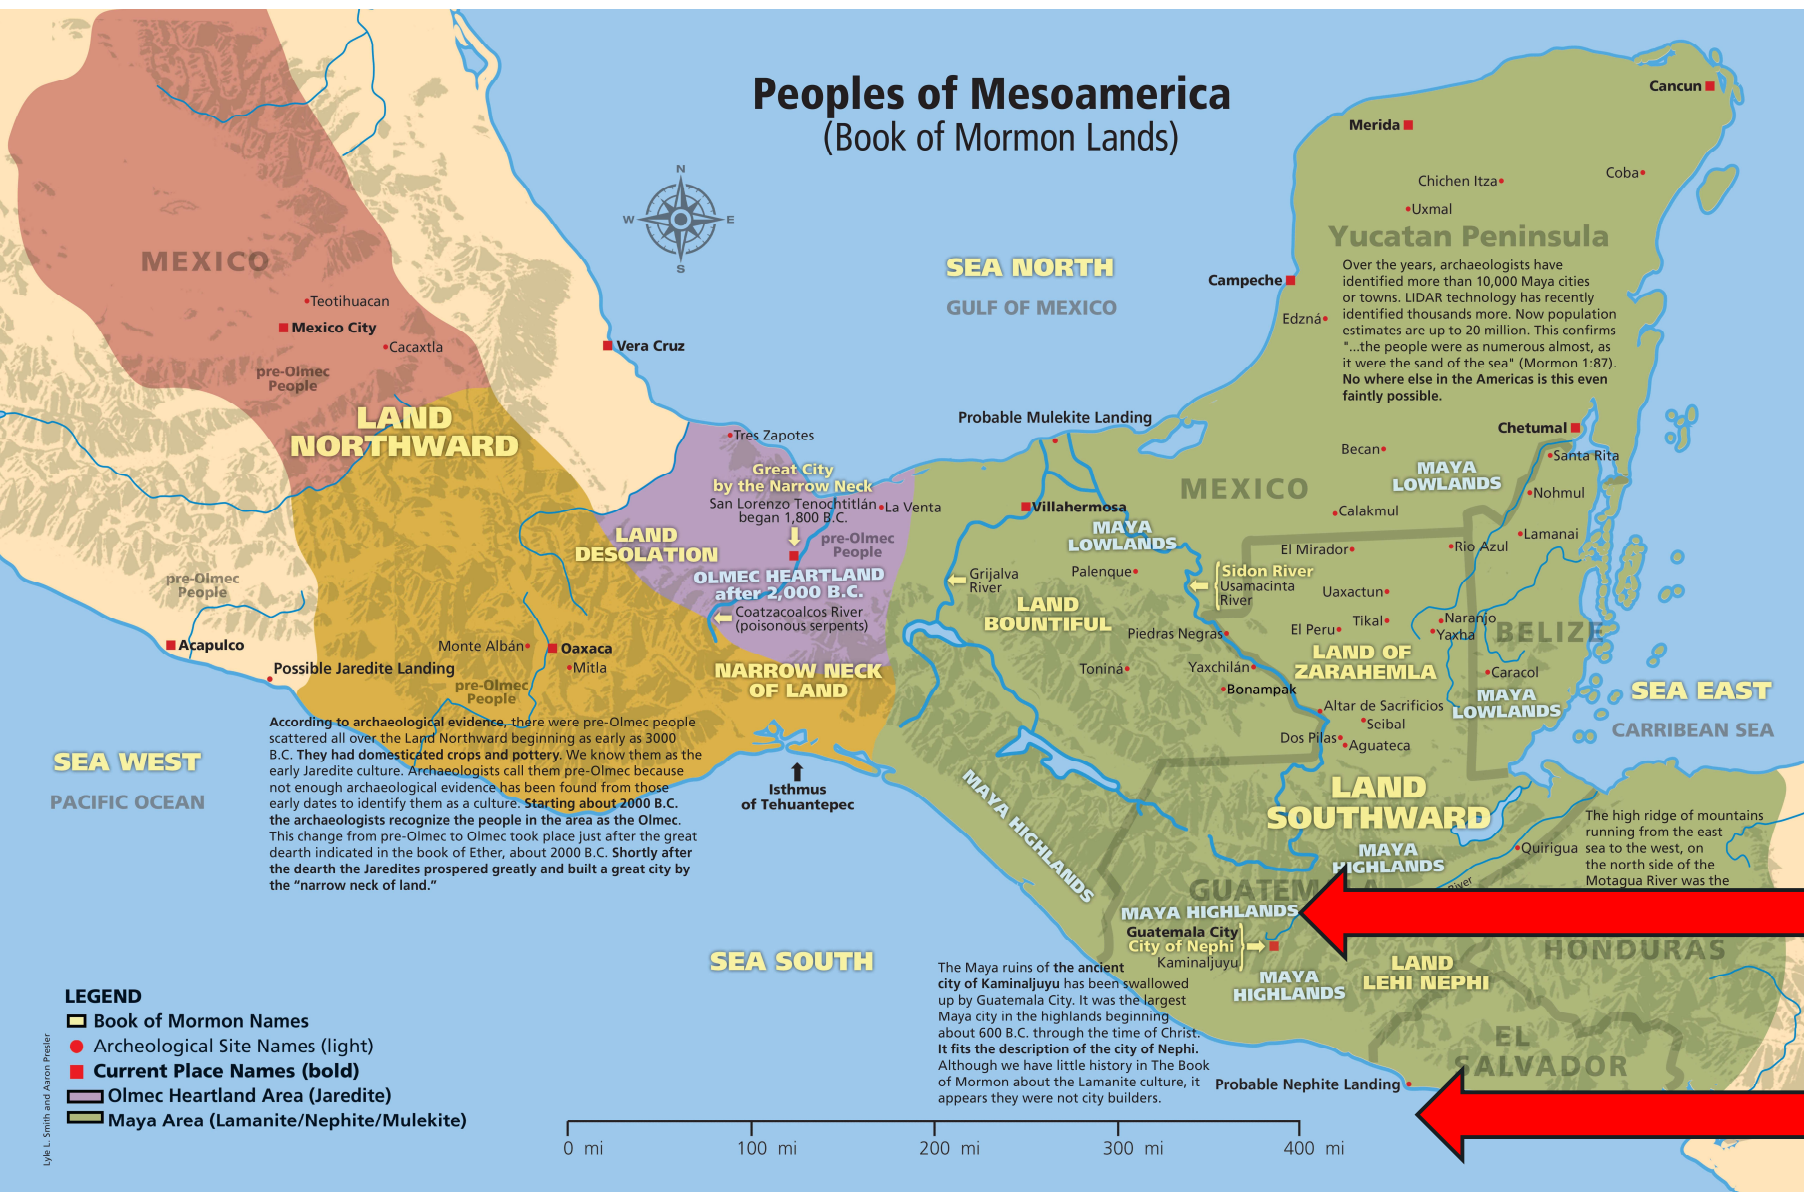 Peoples of Mesoamerica
(Book of Mormon Lands)
N
W
E
S
Cancun
Merida
Chichen Itza
Coba
Uxmal
Yucatan Peninsula
Over the years, archaeologists have
identified more than 10,000 Maya cities
or towns. LIDAR technology has recently
identified thousands more. Now population
estimates are up to 20 million. This confirms
"...the people were as numerous almost, as
it were the sand of the sea" (Mormon 1:87).
No where else in the Americas is this even
faintly possible.
Campeche
Edzná
SEA NORTH
GULF OF MEXICO
MEXICO
Teotihuacan
Mexico City
Cacaxtla
pre-Olmec
People
Vera Cruz
LAND
NORTHWARD
Tres Zapotes
Great City
by the Narrow Neck
San Lorenzo Tenochtitlán
began 1,800 B.C.
La Venta
pre-Olmec
People
LAND
DESOLATION
OLMEC HEARTLAND
after 2,000 B.C.
Coatzacoalcos River
(poisonous serpents)
NARROW NECK
OF LAND
Probable Mulekite Landing
Villahermosa
MEXICO
MAYA
LOWLANDS
Grijalva
River
Palenque
LAND
BOUNTIFUL
Sidon River
Usamacinta
River
Piedras Negras
Toniná
Yaxchilán
Bonampak
Chetumal
Becan
Santa Rita
MAYA
LOWLANDS
Nohmul
Calakmul
Lamanai
El Mirador
Rio Azul
Uaxactun
Tikal
El Peru
Naranjo
Yaxha
BELIZE
LAND OF
ZARAHEMLA
Caracol
MAYA
LOWLANDS
Altar de Sacrificios
Seibal
Dos Pilas
Aguateca
SEA EAST
CARRIBEAN SEA
pre-Olmec
People
Acapulco
Possible Jaredite Landing
Monte Albán
Oaxaca
Mitla
pre-Olmec
People
According to archaeological evidence, there were pre-Olmec people
scattered all over the Land Northward beginning as early as 3000
B.C. They had domesticated crops and pottery. We know them as the
early Jaredite culture. Archaeologists call them pre-Olmec because
not enough archaeological evidence has been found from those
early dates to identify them as a culture. Starting about 2000 B.C.
the archaeologists recognize the people in the area as the Olmec.
This change from pre-Olmec to Olmec took place just after the great
dearth indicated in the book of Ether, about 2000 B.C. Shortly after
the dearth the Jaredites prospered greatly and built a great city by
the “narrow neck of land.”
SEA WEST
PACIFIC OCEAN
Isthmus
of Tehuantepec
MAYA HIGHLANDS
LAND
SOUTHWARD
MAYA
HIGHLANDS
Quirigua
The high ridge of mountains
running from the east
sea to the west, on
the north side of the
Motagua River was the
River
GUATEMALA
MAYA HIGHLANDS
Guatemala City
City of Nephi
Kaminaljuyu
MAYA
HIGHLANDS
LAND
LEHI NEPHI
HONDURAS
EL
SALVADOR
SEA SOUTH
The Maya ruins of the ancient
city of Kaminaljuyu has been swallowed
up by Guatemala City. It was the largest
Maya city in the highlands beginning
about 600 B.C. through the time of Christ.
It fits the description of the city of Nephi.
Although we have little history in The Book
of Mormon about the Lamanite culture, it
appears they were not city builders.
Probable Nephite Landing
LEGEND
Book of Mormon Names
Archeological Site Names (light)
Current Place Names (bold)
Olmec Heartland Area (Jaredite)
Maya Area (Lamanite/Nephite/Mulekite)
Lyle L. Smith and Aaron Presler
0 mi
100 mi
200 mi
300 mi
400 mi